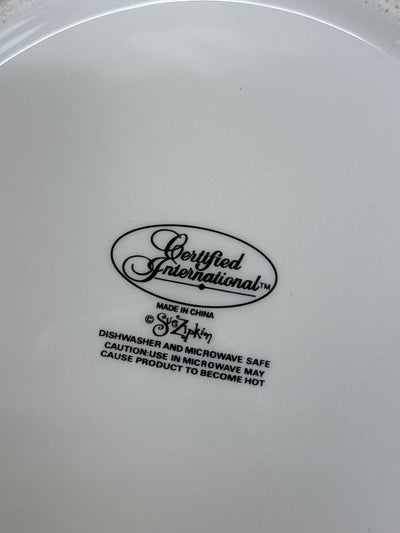 Certified
International™
MADE IN CHINA
© Sue Zipkin
DISHWASHER AND MICROWAVE SAFE
CAUTION:USE IN MICROWAVE MAY
CAUSE PRODUCT TO BECOME HOT